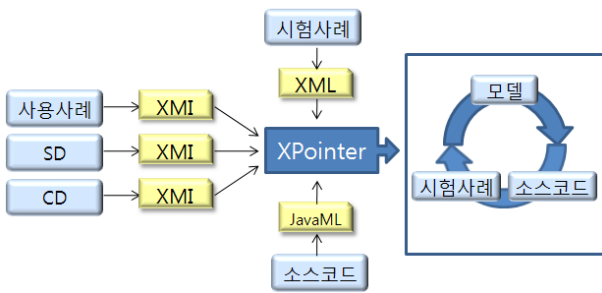 시험사례
XML
사용사례
XMI
SD
XMI
CD
XMI
XPointer
JavaML
소스코드
모델
시험사례
소스코드